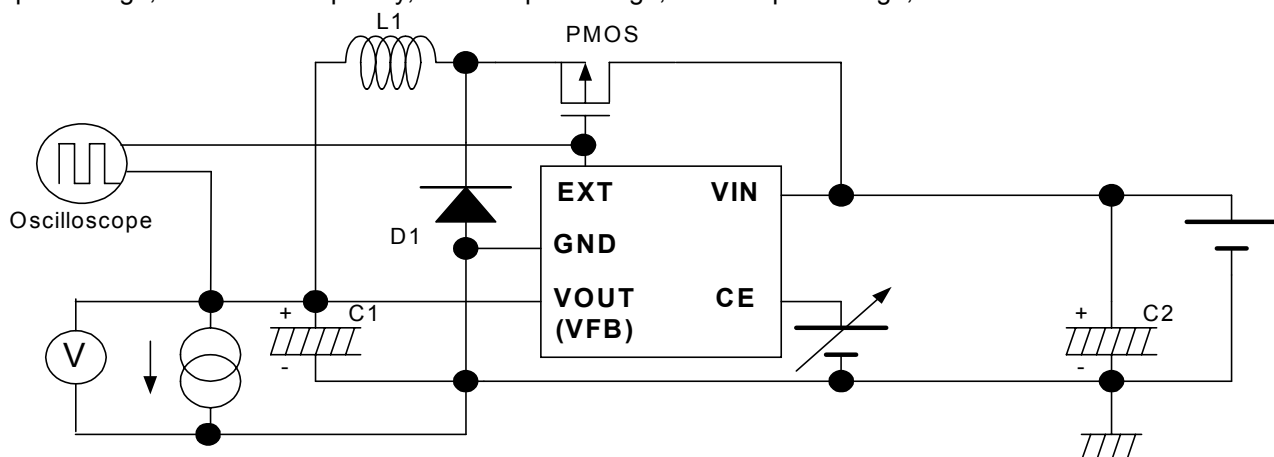 L1
PMOS
Oscilloscope
EXT VIN
D1
GND
VOUT CE
(VFB)
+ C1
-
V
+ C2
-